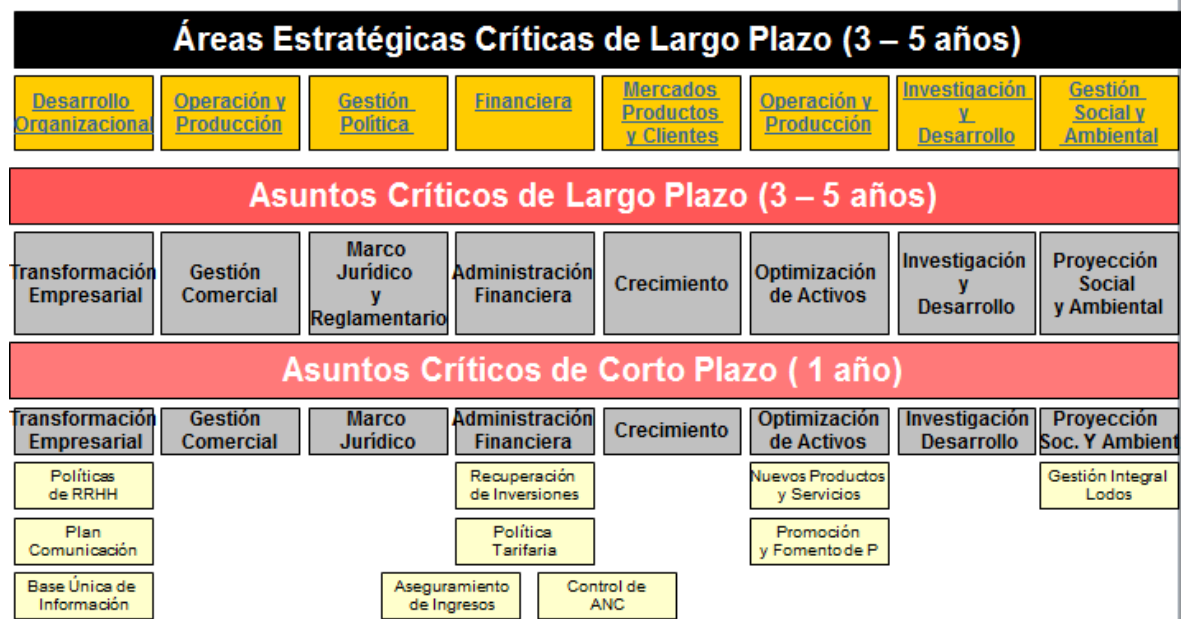 Áreas Estratégicas Críticas de Largo Plazo (3 – 5 años)
Desarrollo
Organizacional
Operación y
Producción
Gestión
Política
Financiera
Mercados
Productos
y Clientes
Operación y
Producción
Investigación
y
Desarrollo
Gestión
Social y
Ambiental
Asuntos Críticos de Largo Plazo (3 – 5 años)
Transformación
Empresarial
Gestión
Comercial
Marco
Jurídico
y
Reglamentario
Administración
Financiera
Crecimiento
Optimización
de Activos
Investigación
y
Desarrollo
Proyección
Social
y Ambiental
Asuntos Críticos de Corto Plazo ( 1 año)
Transformación
Empresarial
Gestión
Comercial
Marco
Jurídico
Administración
Financiera
Crecimiento
Optimización
de Activos
Investigación
Desarrollo
Proyección
Soc. Y Ambient
Políticas
de RRHH
Recuperación
de Inversiones
Nuevos Productos
y Servicios
Gestión Integral
Lodos
Plan
Comunicación
Política
Tarifaria
Promoción
y Fomento de P
Base Única de
Información
Aseguramiento
de Ingresos
Control de
ANC